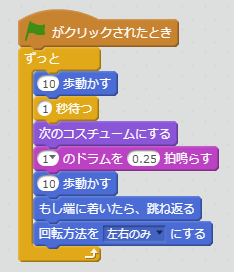 がクリックされたとき
ずっと
10 歩動かす
1 秒待つ
次のコスチュームにする
1 のドラムを 0.25 拍鳴らす
10 歩動かす
もし端に着いたら、跳ね返る
回転方法を 左右のみ にする